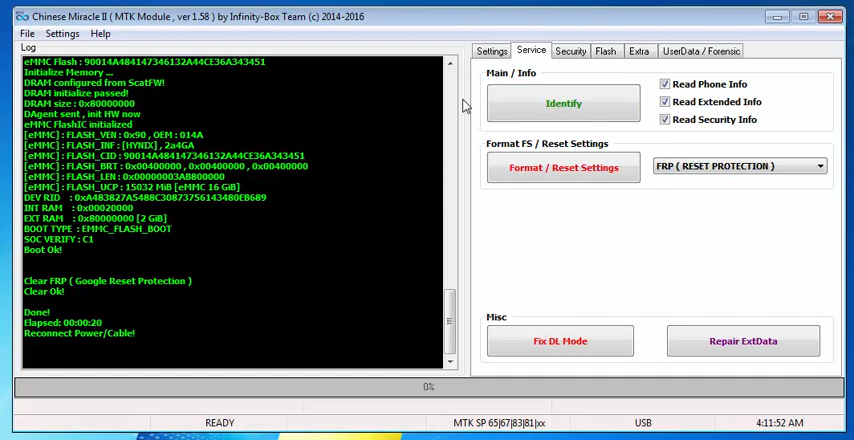 Chinese Miracle II ( MTK Module , ver 1.58 ) by Infinity-Box Team (c) 2014-2016
File Settings Help
Log
eMMC Flash : 90014A484147346132A44CE36A343451
Initialize Memory ...
DRAM configured from ScatFW!
DRAM initialize passed!
DRAM size : 0x80000000
DAgent sent , init HW now
eMMC FlashIC initialized
[eMMC] : FLASH_VEN : 0x90 , OEM : 014A
[eMMC] : FLASH_INF : [HYNIX] , 2a4GA
[eMMC] : FLASH_CID : 90014A484147346132A44CE36A343451
[eMMC] : FLASH_BRT : 0x00400000 , 0x00400000 , 0x00400000
[eMMC] : FLASH_LEN : 0x00000003AB800000
[eMMC] : FLASH_UCP : 15032 MiB [eMMC 16 GiB]
DEV RID : 0xA483827A5488C30873756143480EB689
INT RAM : 0x00020000
EXT RAM : 0x80000000 [2 GiB]
BOOT TYPE : EMMC_FLASH_BOOT
SOC VERIFY : C1
Boot Ok!
Clear FRP ( Google Reset Protection )
Clear Ok!
Done!
Elapsed: 00:00:20
Reconnect Power/Cable!
Settings Service Security Flash Extra UserData / Forensic
Main / Info
Identify
Read Phone Info
Read Extended Info
Read Security Info
Format FS / Reset Settings
Format / Reset Settings
FRP ( RESET PROTECTION )
Misc
Fix DL Mode
Repair ExtData
0%
READY MTK SP 65|67|83|81|xx USB 4:11:52 AM